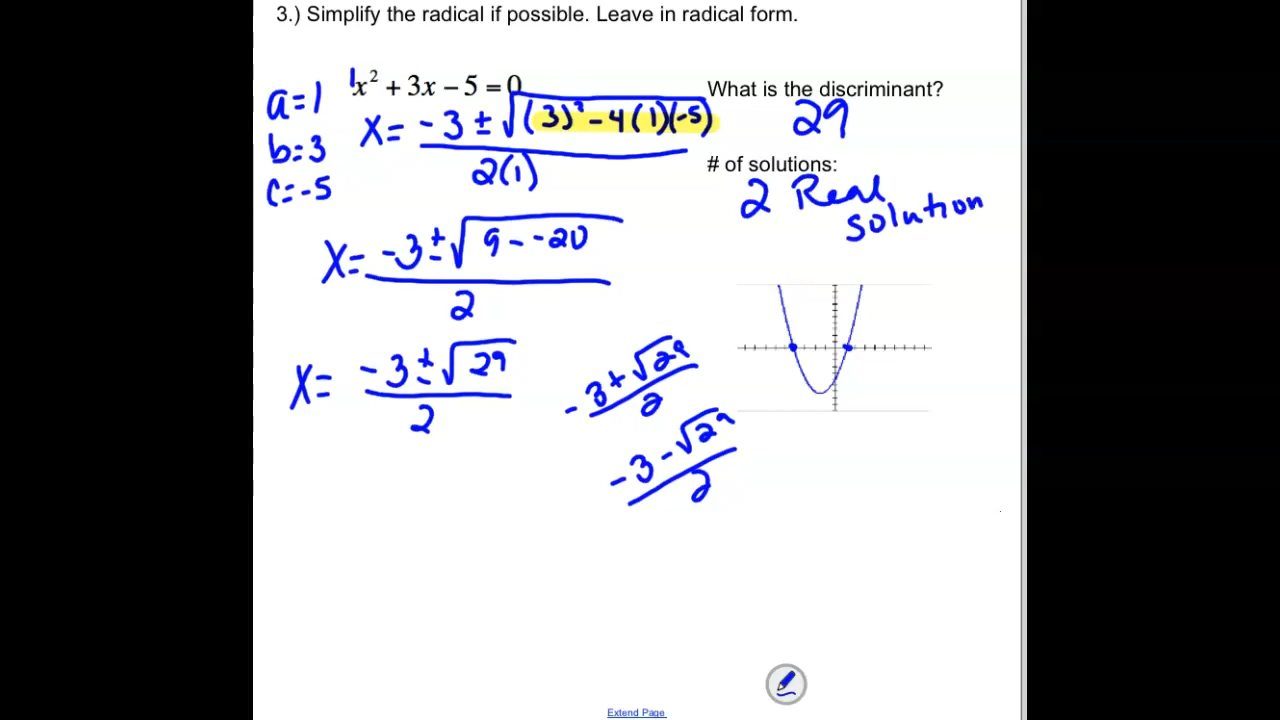 3.) Simplify the radical if possible. Leave in radical form.
1x² + 3x − 5 = 0
a=1
b=3
c=-5
x= -3 ± √(3)² - 4(1)(-5)
2(1)
x= -3 ± √9 - -20
2
x= -3 ± √29
2
-3 + √29
2
-3 - √29
2
What is the discriminant?
29
# of solutions:
2 Real
solution
Extend Page